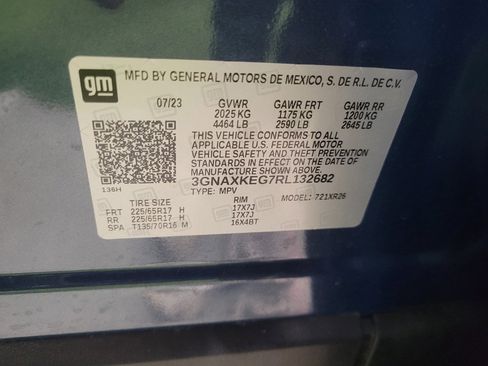 gm
MFD BY GENERAL MOTORS DE MEXICO, S. DE R.L. DE C.V.
07/23 GVWR GAWR FRT GAWR RR
2025 KG 1175 KG 1200 KG
4464 LB 2590 LB 2645 LB
THIS VEHICLE CONFORMS TO ALL
APPLICABLE U.S. FEDERAL MOTOR
VEHICLE SAFETY AND THEFT PREVENTION
STANDARDS IN EFFECT ON THE DATE OF
MANUFACTURE SHOWN ABOVE.
3GNAXKEG7RL132682
136H TYPE: MPV MODEL: 721XR26
TIRE SIZE RIM
FRT 225/65R17 H 17X7J
RR 225/65R17 H 17X7J
SPA T135/70R16 M 16X4BT